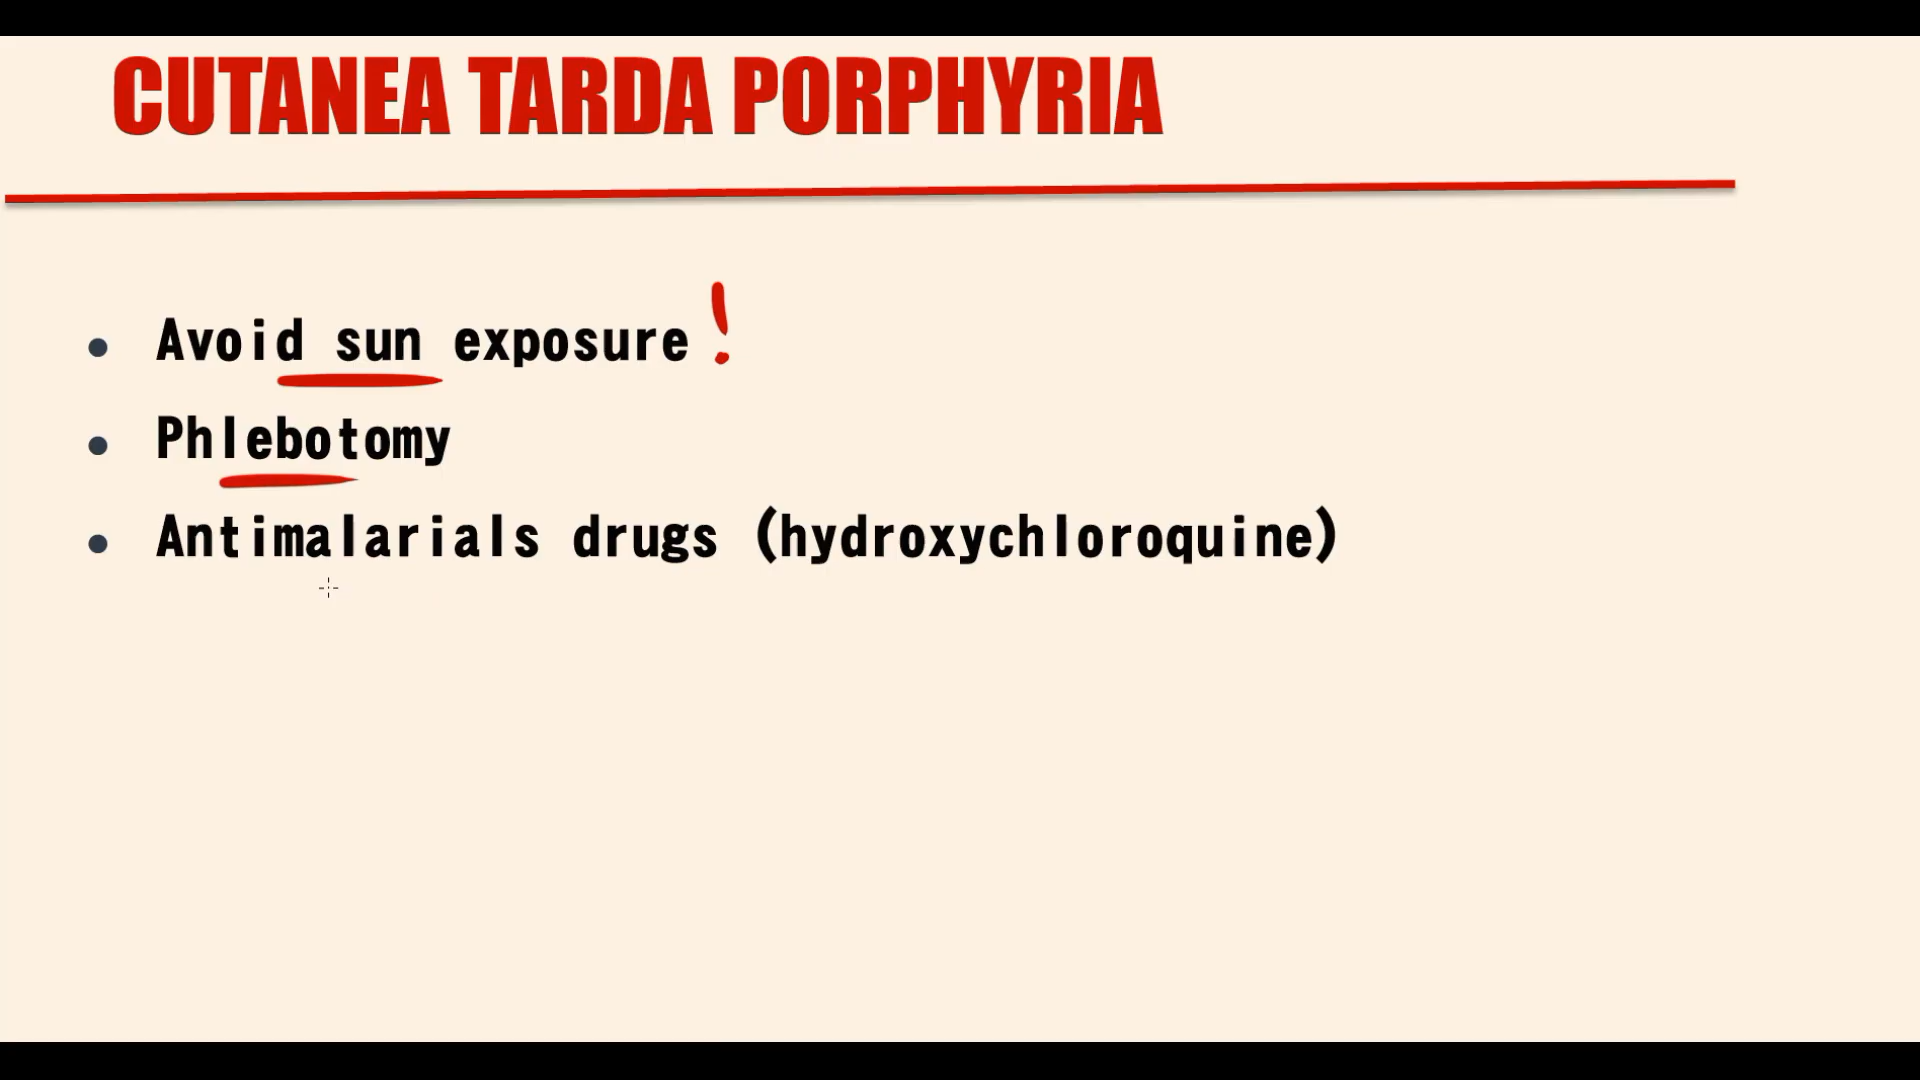 CUTANEA TARDA PORPHYRIA
• Avoid sun exposure!
• Phlebotomy
• Antimalarials drugs (hydroxychloroquine)